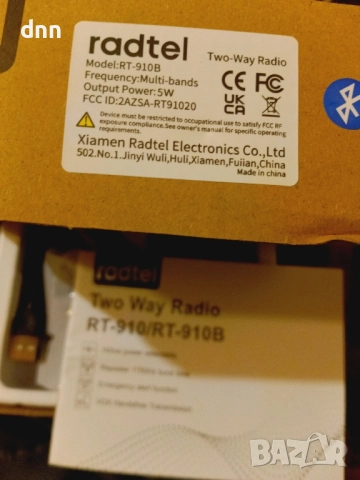 dnn
radtel
Two-Way Radio
Model:RT-910B
Frequency:Multi-bands
Output Power:5W
FCC ID:2AZSA-RT91020
CE FC
UK CA
Device must be restricted to occupational use to satisfy FCC RF
exposure compliance.See owner's manual for specific operating
requirements.
Xiamen Radtel Electronics Co.,Ltd
502.No.1.Jinyi Wuli,Huli,Xiamen,Fujian,China
Made in china
radtel
Two Way Radio
RT-910/RT-910B
Emergency alert function
BAZAR
bg